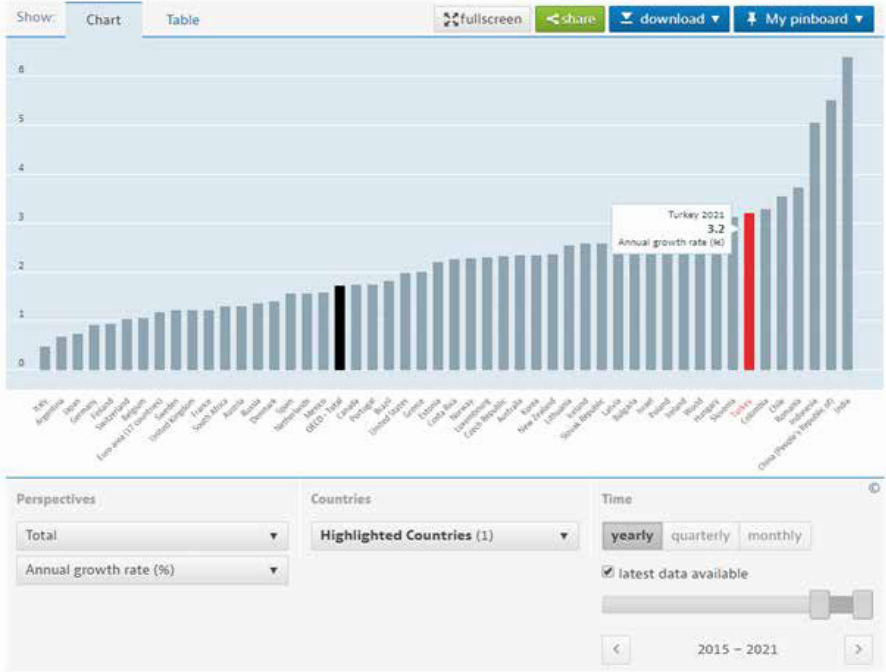 Show: Chart Table fullscreen share download ▼ My pinboard ▼
6
5
4
3
2
1
0
Turkey 2021
3.2
Annual growth rate (%)
Italy
Argentina
Japan
Germany
Finland
Switzerland
Belgium
Euro area (17 countries)
Sweden
United Kingdom
France
South Africa
Austria
Russia
Denmark
Spain
Netherlands
Mexico
OECD - Total
Canada
Portugal
Brazil
United States
Greece
Estonia
Costa Rica
Norway
Luxembourg
Czech Republic
Australia
Korea
New Zealand
Lithuania
Iceland
Slovak Republic
Latvia
Bulgaria
Israel
Poland
Ireland
World
Hungary
Slovenia
Turkey
Colombia
Chile
Romania
Indonesia
China (People's Republic of)
India
©
Perspectives Countries Time
Total ▼ Highlighted Countries (1) ▼ yearly quarterly monthly
Annual growth rate (%) ▼ latest data available
< 2015 – 2021 >